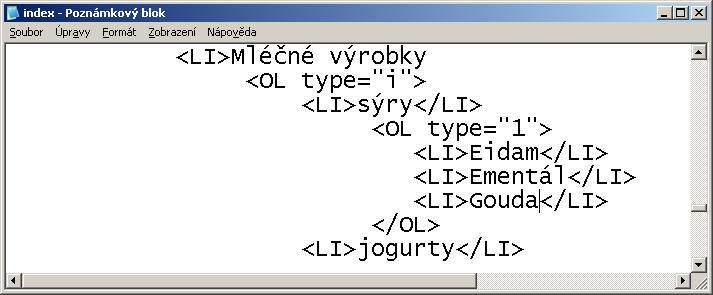 index - Poznámkový blok
Soubor Úpravy Formát Zobrazení Nápověda
<LI>Mléčné výrobky
<OL type="i">
<LI>sýry</LI>
<OL type="1">
<LI>Eidam</LI>
<LI>Ementál</LI>
<LI>Gouda</LI>
</OL>
<LI>jogurty</LI>